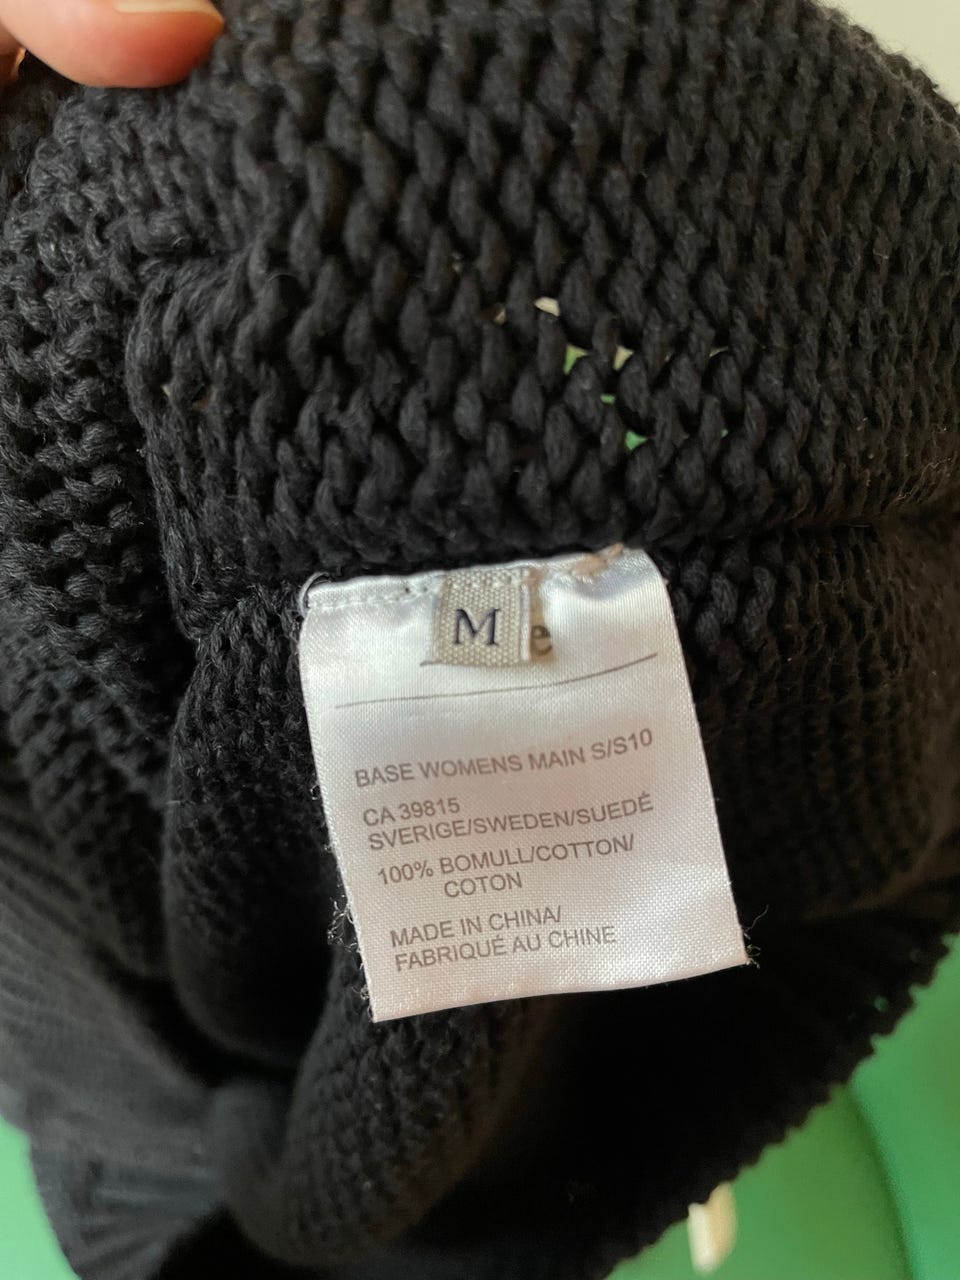 M
BASE WOMENS MAIN S/S10
CA 39815
SVERIGE/SWEDEN/SUEDÉ
100% BOMULL/COTTON/
COTON
MADE IN CHINA/
FABRIQUÉ AU CHINE